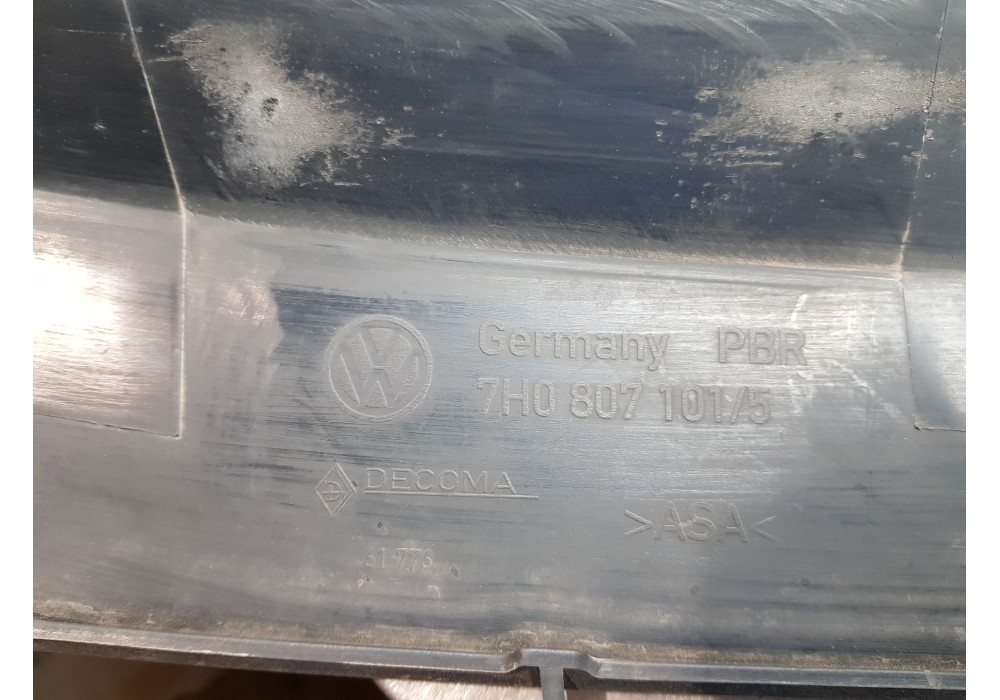 Germany PBR
7H0 807 101/5
DECOMA
>ASA<